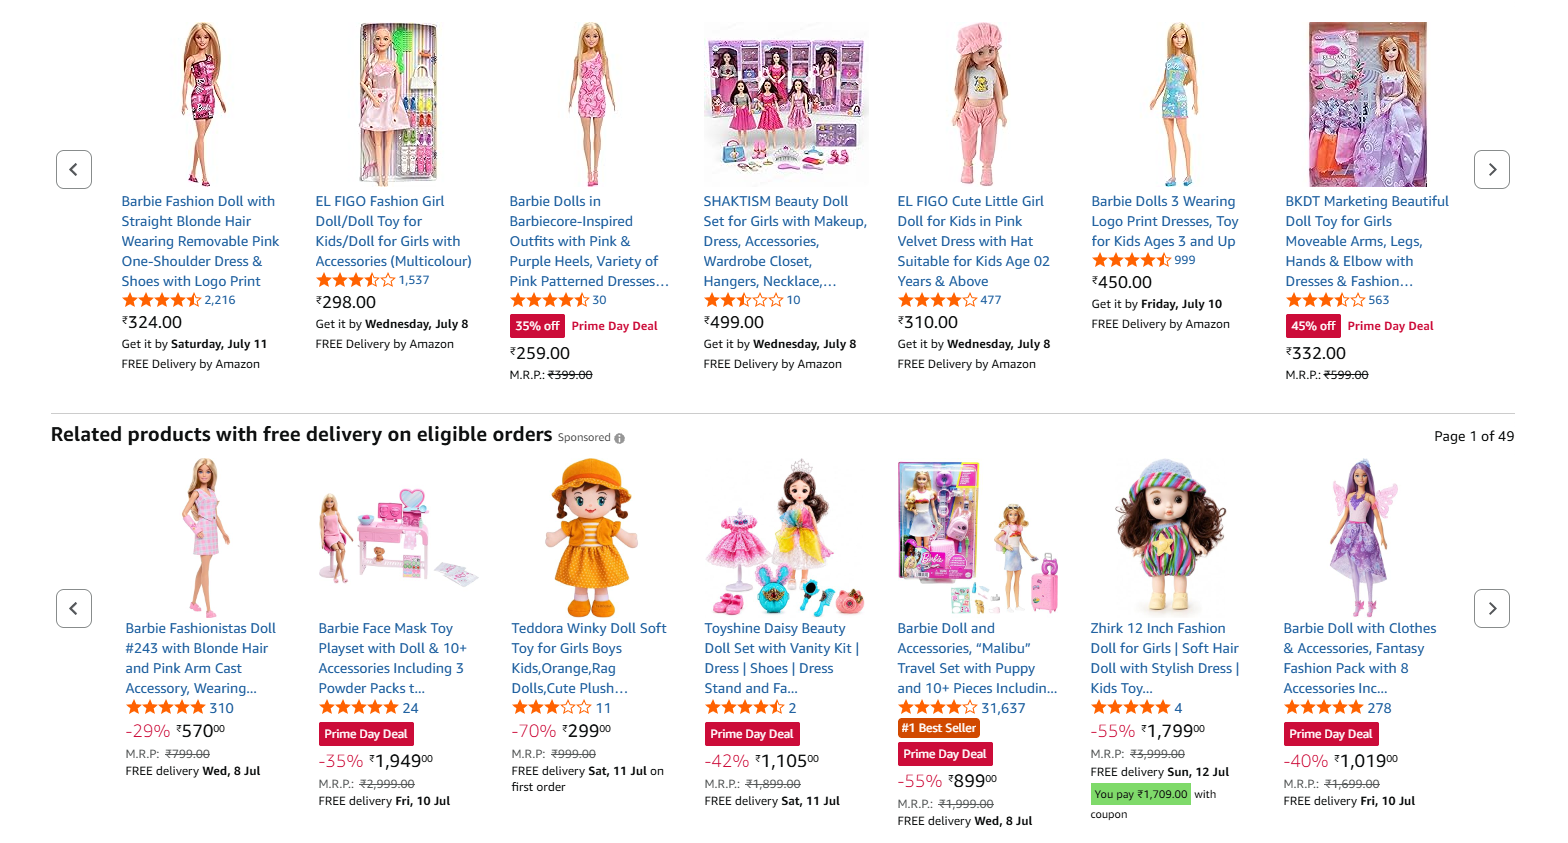 Barbie Fashion Doll with
Straight Blonde Hair
Wearing Removable Pink
One-Shoulder Dress &
Shoes with Logo Print
2,216
₹324.00
Get it by Saturday, July 11
FREE Delivery by Amazon
EL FIGO Fashion Girl
Doll/Doll Toy for
Kids/Doll for Girls with
Accessories (Multicolour)
1,537
₹298.00
Get it by Wednesday, July 8
FREE Delivery by Amazon
Barbie Dolls in
Barbiecore-Inspired
Outfits with Pink &
Purple Heels, Variety of
Pink Patterned Dresses…
30
35% off Prime Day Deal
₹259.00
M.R.P.: ₹399.00
SHAKTISM Beauty Doll
Set for Girls with Makeup,
Dress, Accessories,
Wardrobe Closet,
Hangers, Necklace,…
10
₹499.00
Get it by Wednesday, July 8
FREE Delivery by Amazon
EL FIGO Cute Little Girl
Doll for Kids in Pink
Velvet Dress with Hat
Suitable for Kids Age 02
Years & Above
477
₹310.00
Get it by Wednesday, July 8
FREE Delivery by Amazon
Barbie Dolls 3 Wearing
Logo Print Dresses, Toy
for Kids Ages 3 and Up
999
₹450.00
Get it by Friday, July 10
FREE Delivery by Amazon
BKDT Marketing Beautiful
Doll Toy for Girls
Moveable Arms, Legs,
Hands & Elbow with
Dresses & Fashion…
563
45% off Prime Day Deal
₹332.00
M.R.P.: ₹599.00
Related products with free delivery on eligible orders Sponsored
Page 1 of 49
Barbie Fashionistas Doll
#243 with Blonde Hair
and Pink Arm Cast
Accessory, Wearing...
310
-29% ₹57000
M.R.P: ₹799.00
FREE delivery Wed, 8 Jul
Barbie Face Mask Toy
Playset with Doll & 10+
Accessories Including 3
Powder Packs t...
24
Prime Day Deal
-35% ₹1,94900
M.R.P.: ₹2,999.00
FREE delivery Fri, 10 Jul
Teddora Winky Doll Soft
Toy for Girls Boys
Kids,Orange,Rag
Dolls,Cute Plush...
11
-70% ₹29900
M.R.P: ₹999.00
FREE delivery Sat, 11 Jul on
first order
Toyshine Daisy Beauty
Doll Set with Vanity Kit |
Dress | Shoes | Dress
Stand and Fa...
2
Prime Day Deal
-42% ₹1,10500
M.R.P.: ₹1,899.00
FREE delivery Sat, 11 Jul
Barbie
Barbie Doll and
Accessories, “Malibu”
Travel Set with Puppy
and 10+ Pieces Includin...
31,637
#1 Best Seller
Prime Day Deal
-55% ₹89900
M.R.P.: ₹1,999.00
FREE delivery Wed, 8 Jul
Zhirk 12 Inch Fashion
Doll for Girls | Soft Hair
Doll with Stylish Dress |
Kids Toy...
4
-55% ₹1,79900
M.R.P: ₹3,999.00
FREE delivery Sun, 12 Jul
You pay ₹1,709.00 with
coupon
Barbie Doll with Clothes
& Accessories, Fantasy
Fashion Pack with 8
Accessories Inc...
278
Prime Day Deal
-40% ₹1,01900
M.R.P.: ₹1,699.00
FREE delivery Fri, 10 Jul